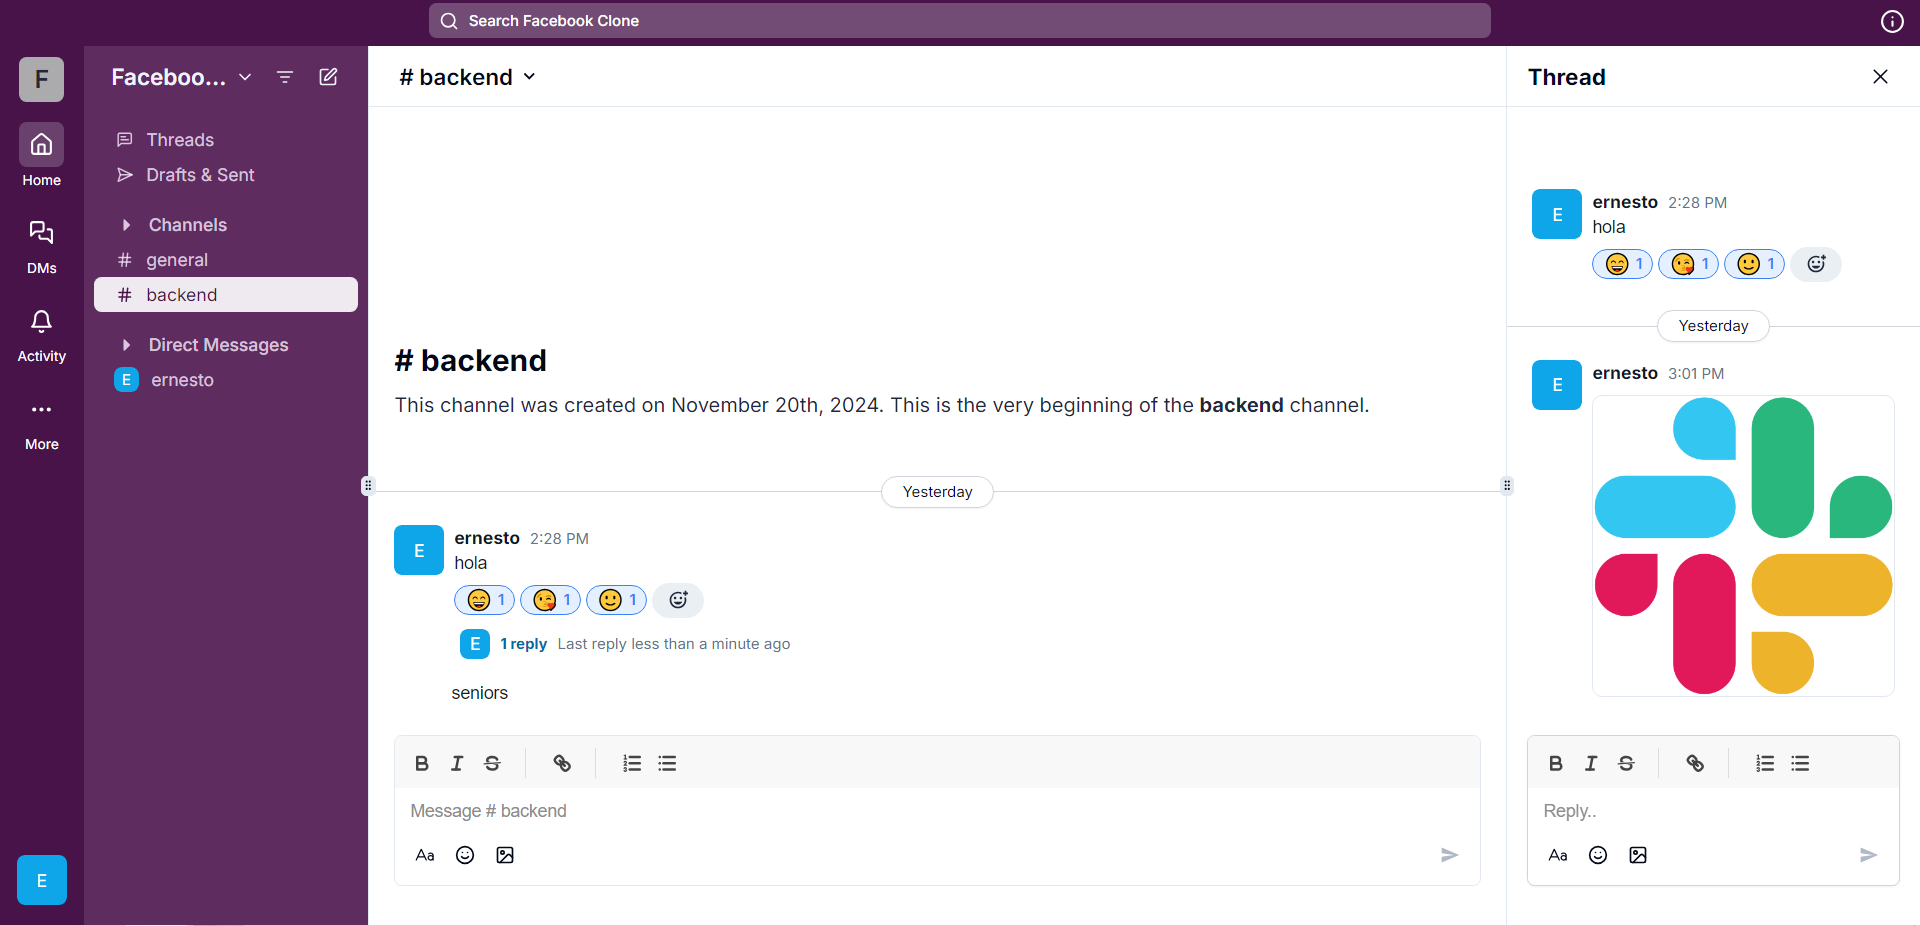 Search Facebook Clone
F
Home
DMs
Activity
More
E
Faceboo...
Threads
Drafts & Sent
Channels
# general
# backend
Direct Messages
E ernesto
# backend
# backend
This channel was created on November 20th, 2024. This is the very beginning of the backend channel.
Yesterday
E
ernesto 2:28 PM
hola
1 1 1
E 1 reply Last reply less than a minute ago
seniors
B I S
Message # backend
Aa
Thread
E
ernesto 2:28 PM
hola
1 1 1
Yesterday
E
ernesto 3:01 PM
B I S
Reply..
Aa